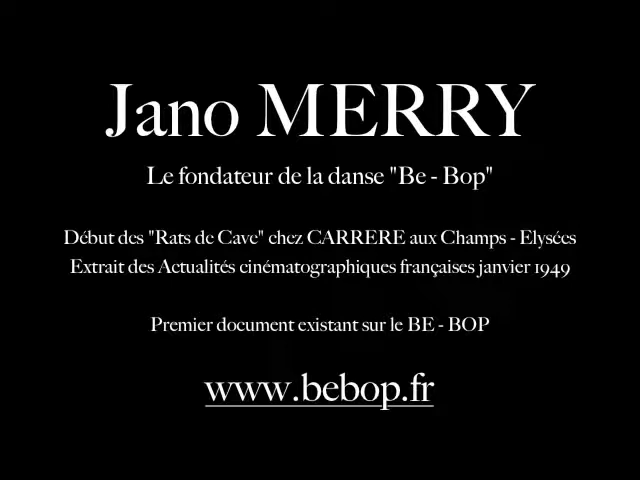 Jano MERRY
Le fondateur de la danse "Be - Bop"
Début des "Rats de Cave" chez CARRERE aux Champs - Elysées
Extrait des Actualités cinématographiques françaises janvier 1949
Premier document existant sur le BE - BOP
www.bebop.fr